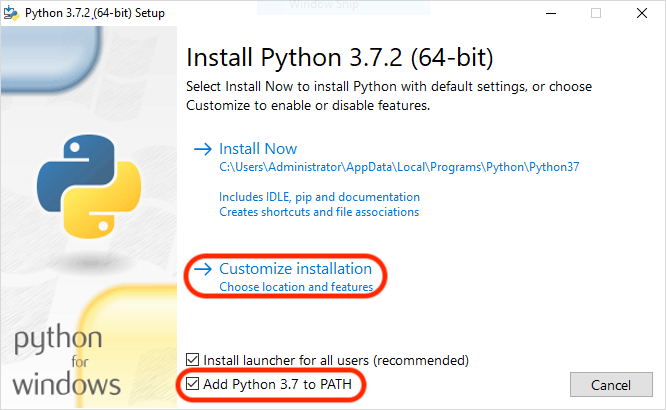 Window Snip
Python 3.7.2 (64-bit) Setup
Install Python 3.7.2 (64-bit)
Select Install Now to install Python with default settings, or choose
Customize to enable or disable features.
Install Now
C:\Users\Administrator\AppData\Local\Programs\Python\Python37
Includes IDLE, pip and documentation
Creates shortcuts and file associations
Customize installation
Choose location and features
python
for
windows
Install launcher for all users (recommended)
Add Python 3.7 to PATH
Cancel